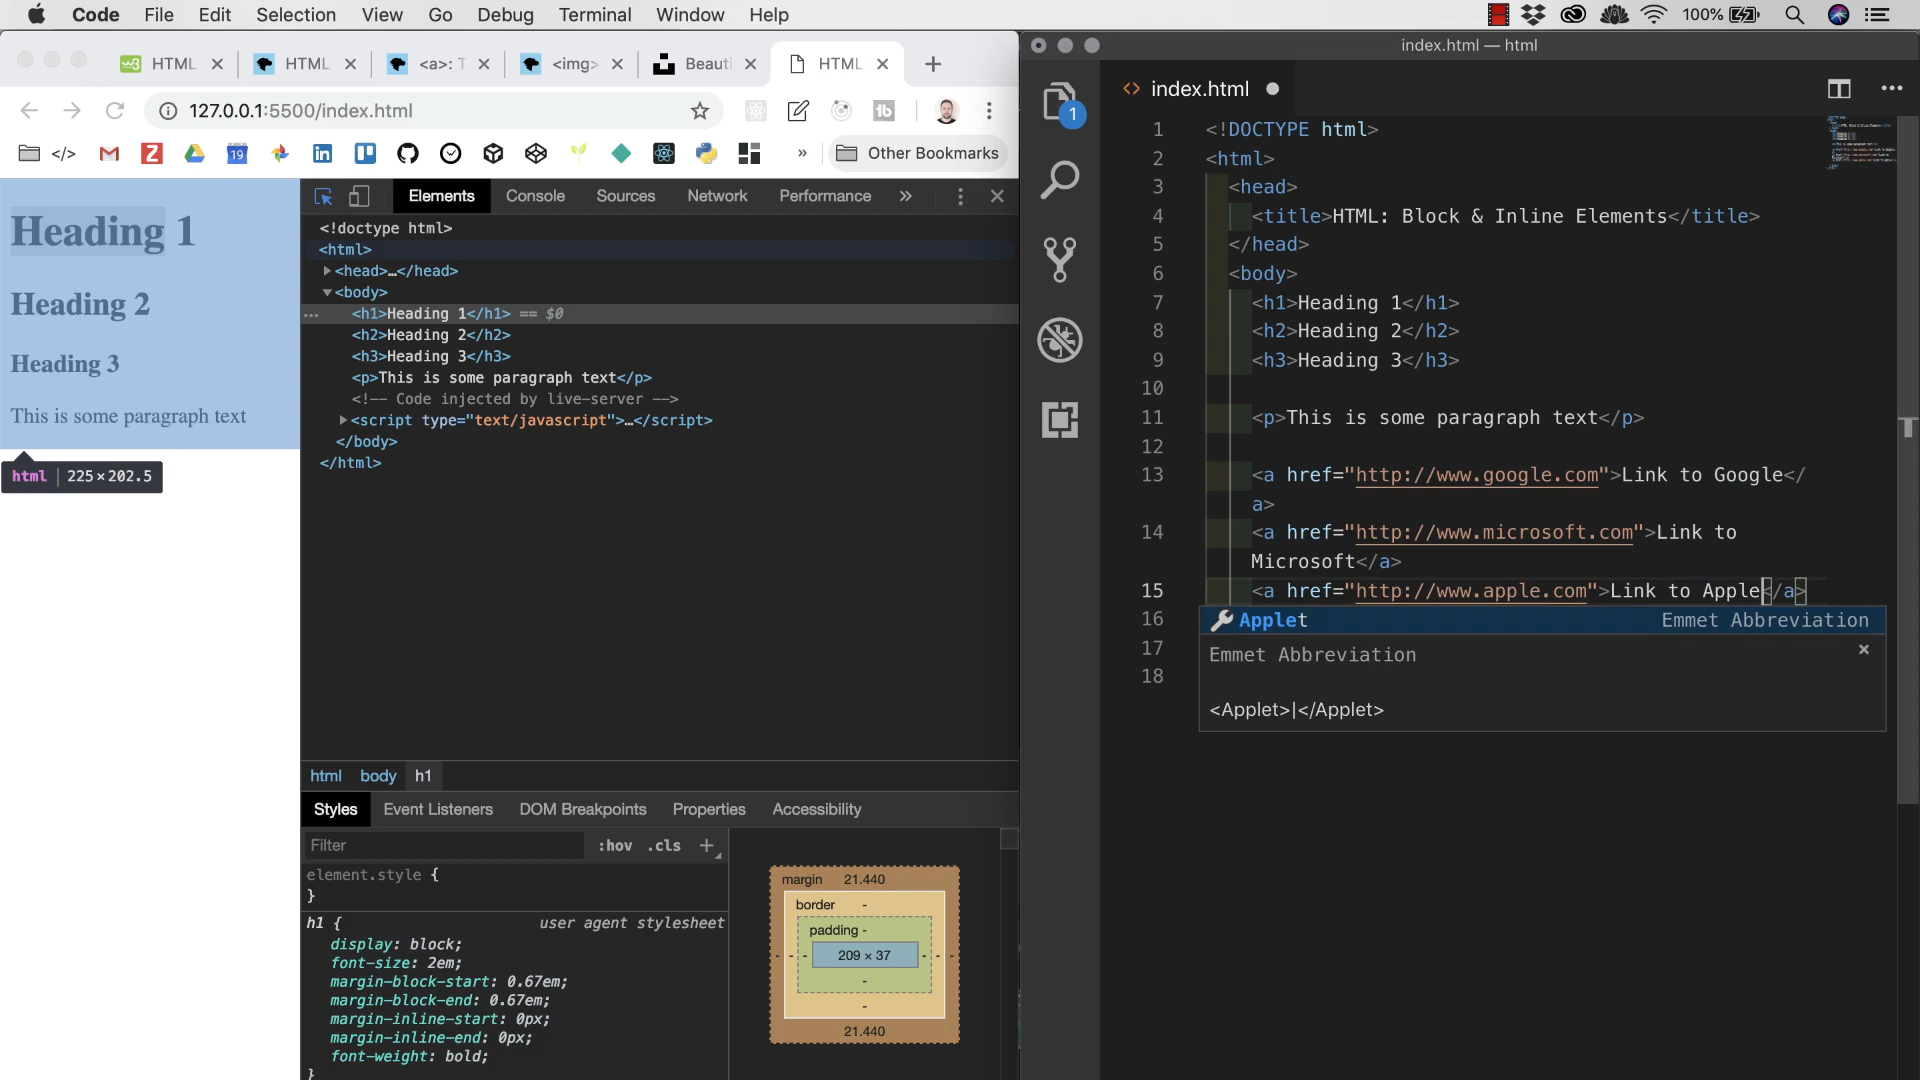 Code File Edit Selection View Go Debug Terminal Window Help 100%
HTML HTML <a>: T <img> Beauti HTML
127.0.0.1:5500/index.html
</> 19 » Other Bookmarks
Heading 1
Heading 2
Heading 3
This is some paragraph text
html 225×202.5
Elements Console Sources Network Performance »
<!doctype html>
<html>
<head>…</head>
<body>
… <h1>Heading 1</h1> == $0
<h2>Heading 2</h2>
<h3>Heading 3</h3>
<p>This is some paragraph text</p>
<!-- Code injected by live-server -->
<script type="text/javascript">…</script>
</body>
</html>
html body h1
Styles Event Listeners DOM Breakpoints Properties Accessibility
Filter :hov .cls +
element.style {
}
h1 { user agent stylesheet
display: block;
font-size: 2em;
margin-block-start: 0.67em;
margin-block-end: 0.67em;
margin-inline-start: 0px;
margin-inline-end: 0px;
font-weight: bold;
}
margin 21.440
border -
padding -
- - - 209 × 37 - - -
-
-
21.440
index.html — html
1
<> index.html
1 <!DOCTYPE html>
2 <html>
3 <head>
4 <title>HTML: Block & Inline Elements</title>
5 </head>
6 <body>
7 <h1>Heading 1</h1>
8 <h2>Heading 2</h2>
9 <h3>Heading 3</h3>
10
11 <p>This is some paragraph text</p>
12
13 <a href="http://www.google.com">Link to Google</
a>
14 <a href="http://www.microsoft.com">Link to
Microsoft</a>
15 <a href="http://www.apple.com">Link to Apple</a>
16 Applet Emmet Abbreviation
17 Emmet Abbreviation
18
<Applet>|</Applet>